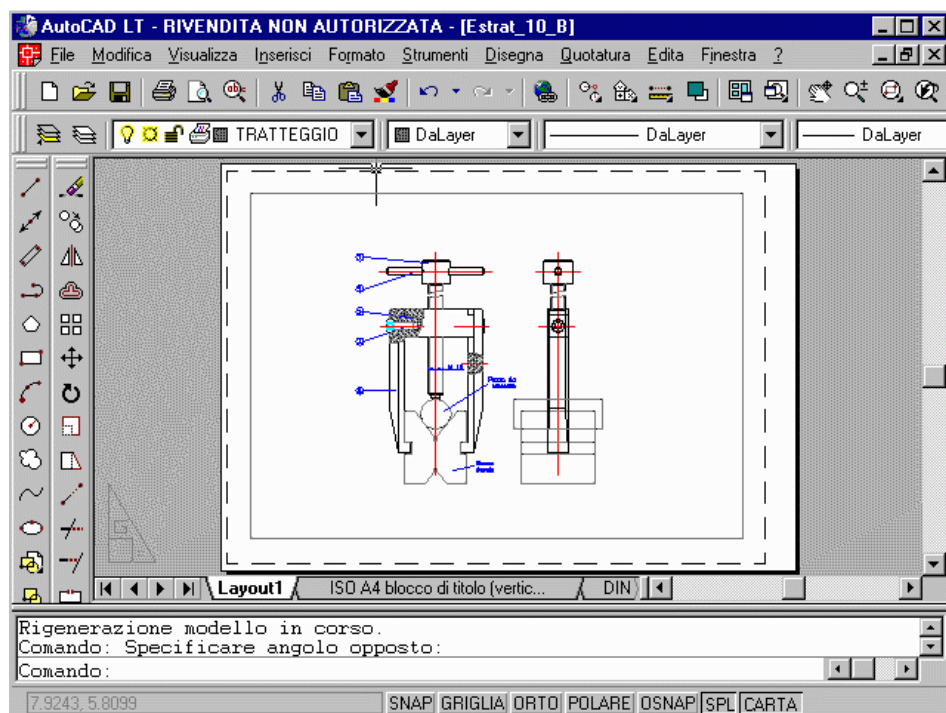 AutoCAD LT - RIVENDITA NON AUTORIZZATA - [Estrat_10_B]
File Modifica Visualizza Inserisci Formato Strumenti Disegna Quotatura Edita Finestra ?
TRATTEGGIO DaLayer DaLayer DaLayer
Layout1 ISO A4 blocco di titolo (vertic... DIN
Rigenerazione modello in corso.
Comando: Specificare angolo opposto:
Comando:
7.9243, 5.8099 SNAP GRIGLIA ORTO POLARE OSNAP SPL CARTA